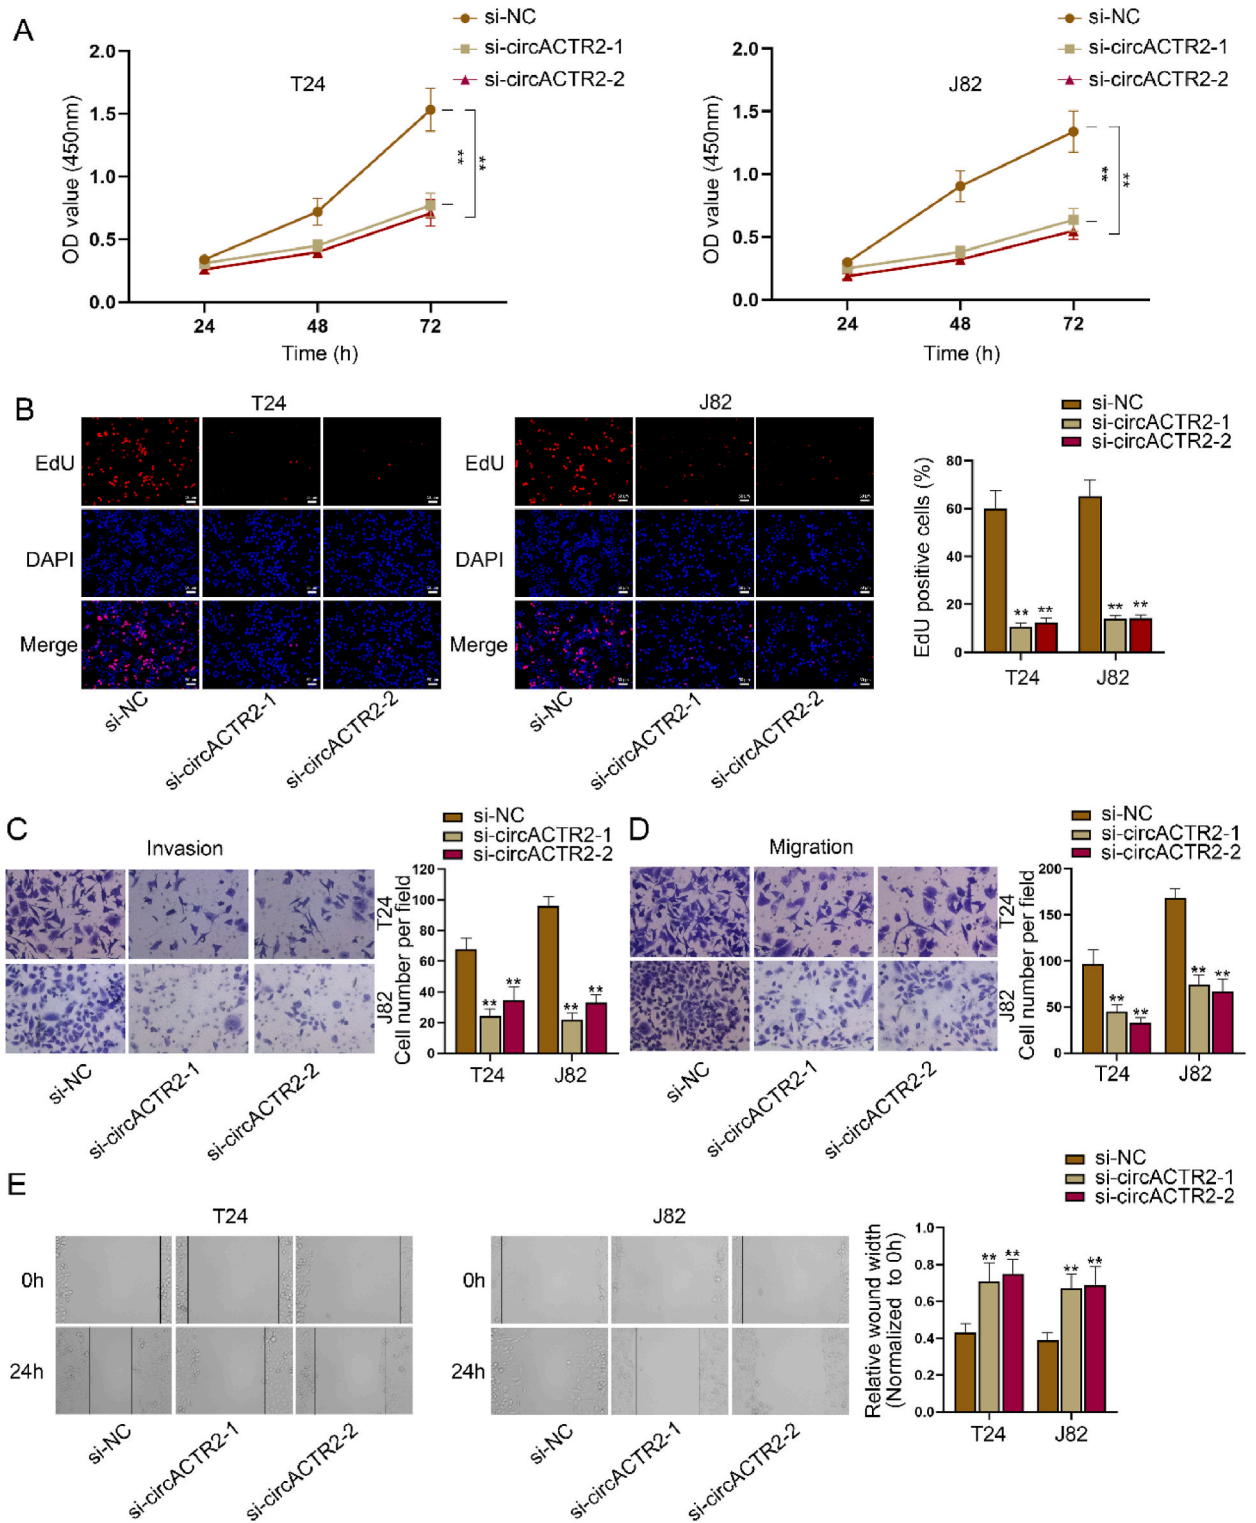 A
T24
si-NC
si-circACTR2-1
si-circACTR2-2
OD value (450nm)
2.0
1.5
1.0
0.5
0.0
**
**
24
48
72
Time (h)
J82
si-NC
si-circACTR2-1
si-circACTR2-2
OD value (450nm)
2.0
1.5
1.0
0.5
0.0
**
**
24
48
72
Time (h)
B
T24
EdU
DAPI
Merge
si-NC
si-circACTR2-1
si-circACTR2-2
J82
EdU
DAPI
Merge
si-NC
si-circACTR2-1
si-circACTR2-2
si-NC
si-circACTR2-1
si-circACTR2-2
EdU positive cells (%)
80
60
40
20
0
** **
** **
T24
J82
C
Invasion
T24
J82
si-NC
si-circACTR2-1
si-circACTR2-2
si-NC
si-circACTR2-1
si-circACTR2-2
Cell number per field
120
100
80
60
40
20
0
** **
** **
T24
J82
D
Migration
T24
J82
si-NC
si-circACTR2-1
si-circACTR2-2
si-NC
si-circACTR2-1
si-circACTR2-2
Cell number per field
200
150
100
50
0
** **
** **
T24
J82
E
T24
0h
24h
si-NC
si-circACTR2-1
si-circACTR2-2
J82
0h
24h
si-NC
si-circACTR2-1
si-circACTR2-2
si-NC
si-circACTR2-1
si-circACTR2-2
Relative wound width
(Normalized to 0h)
1.0
0.8
0.6
0.4
0.2
0.0
** **
** **
T24
J82